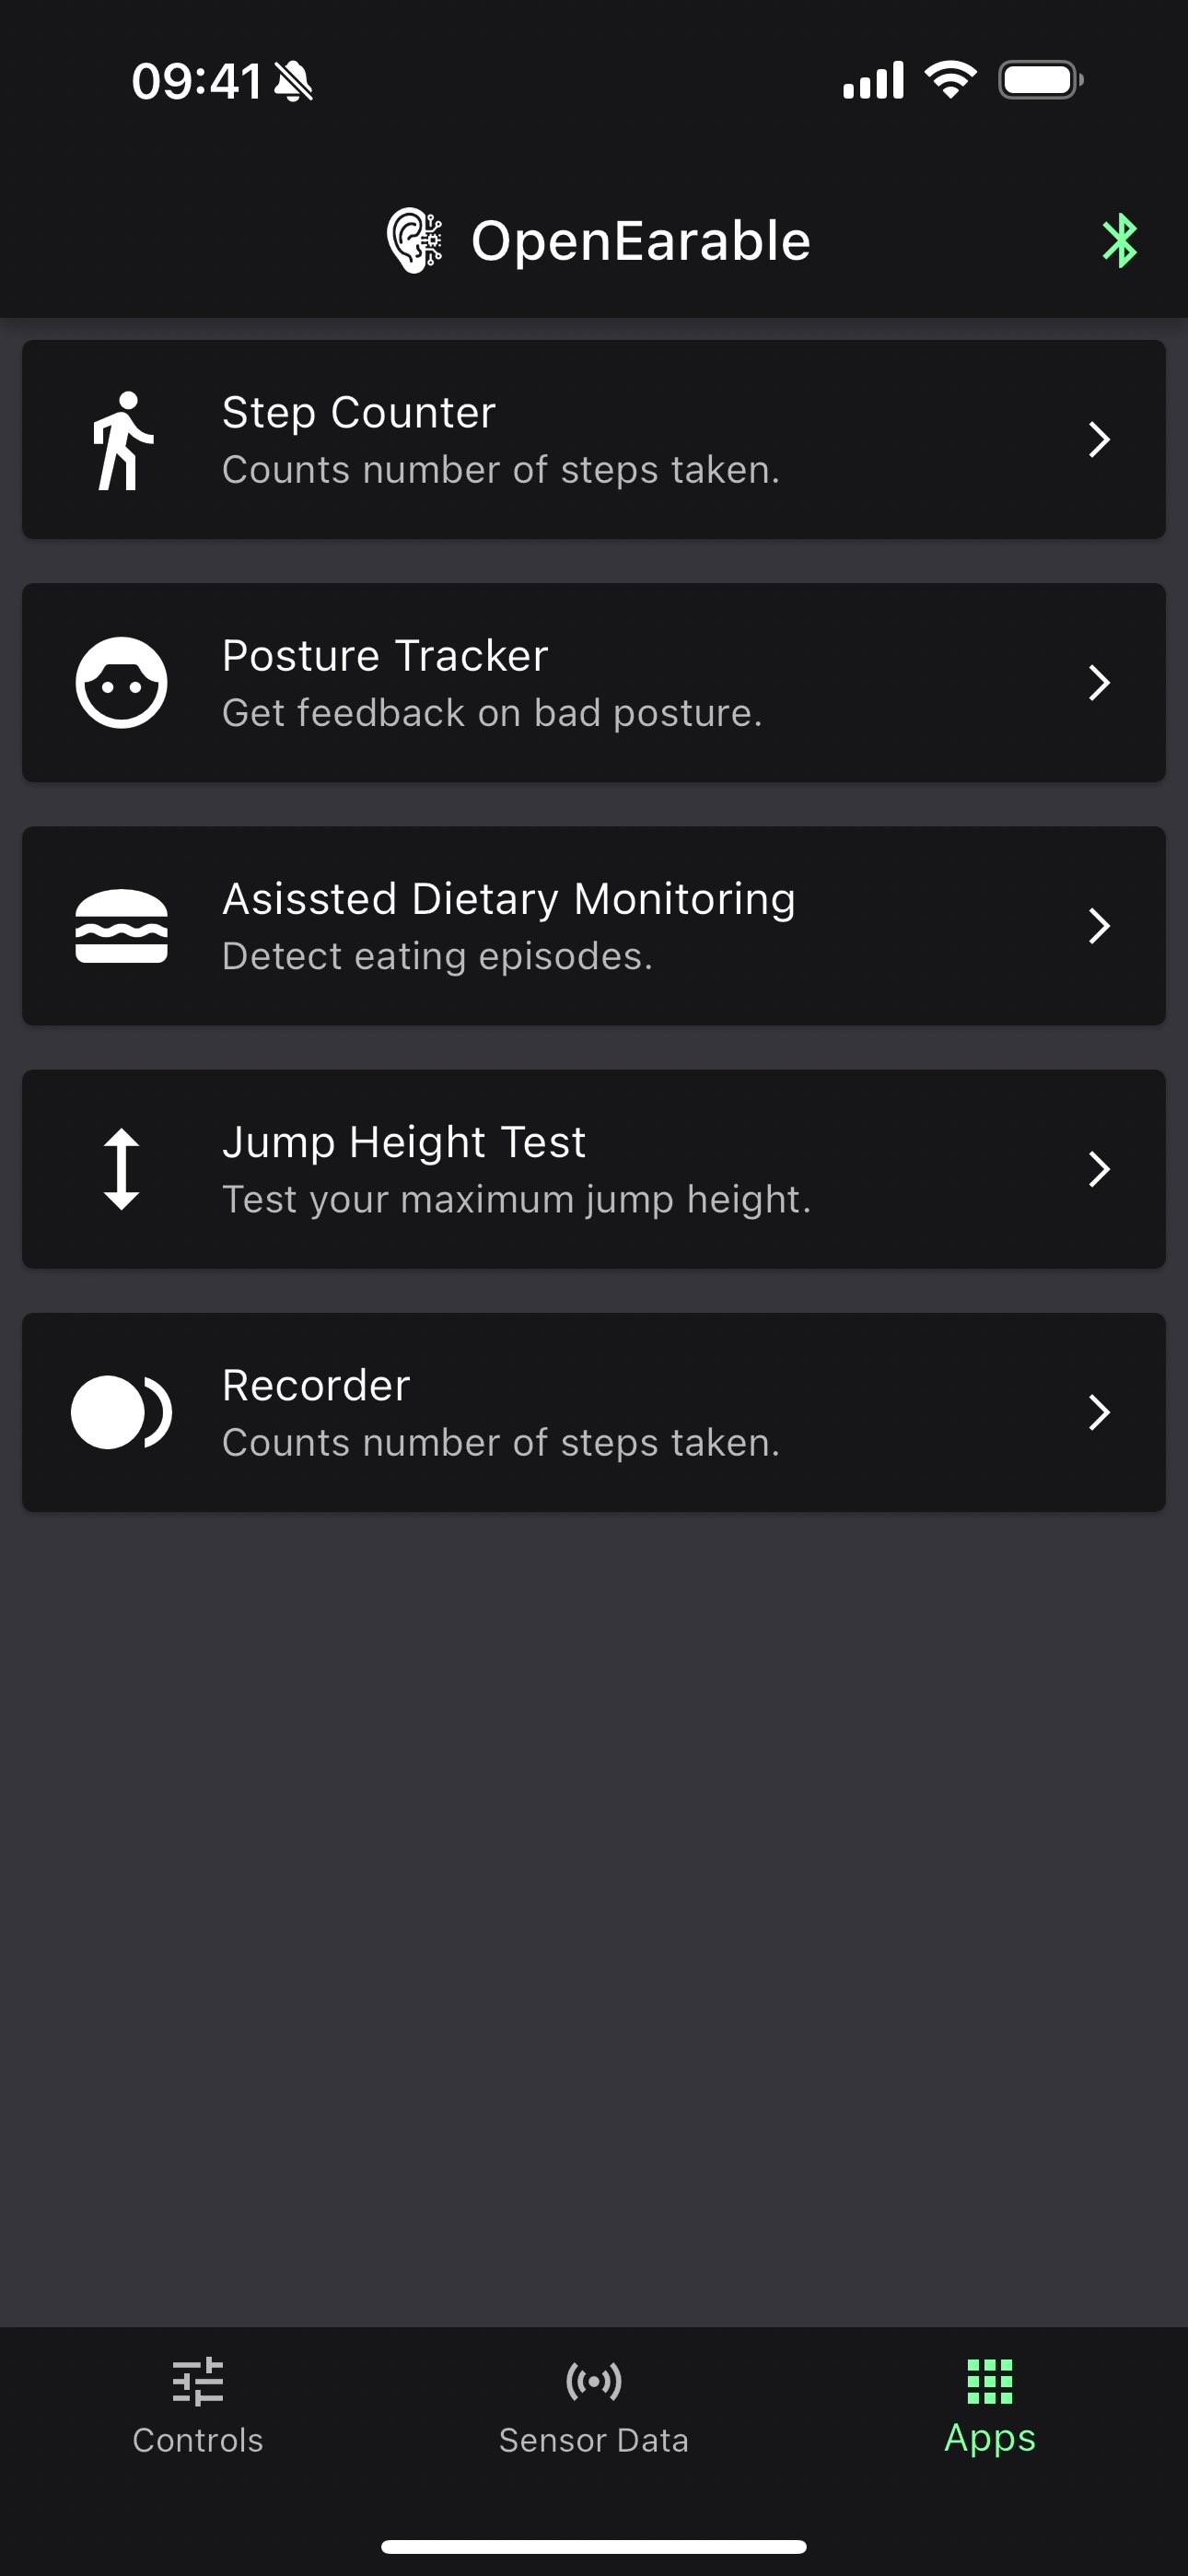 09:41
OpenEarable
Step Counter
Counts number of steps taken.
Posture Tracker
Get feedback on bad posture.
Asissted Dietary Monitoring
Detect eating episodes.
Jump Height Test
Test your maximum jump height.
Recorder
Counts number of steps taken.
Controls
Sensor Data
Apps